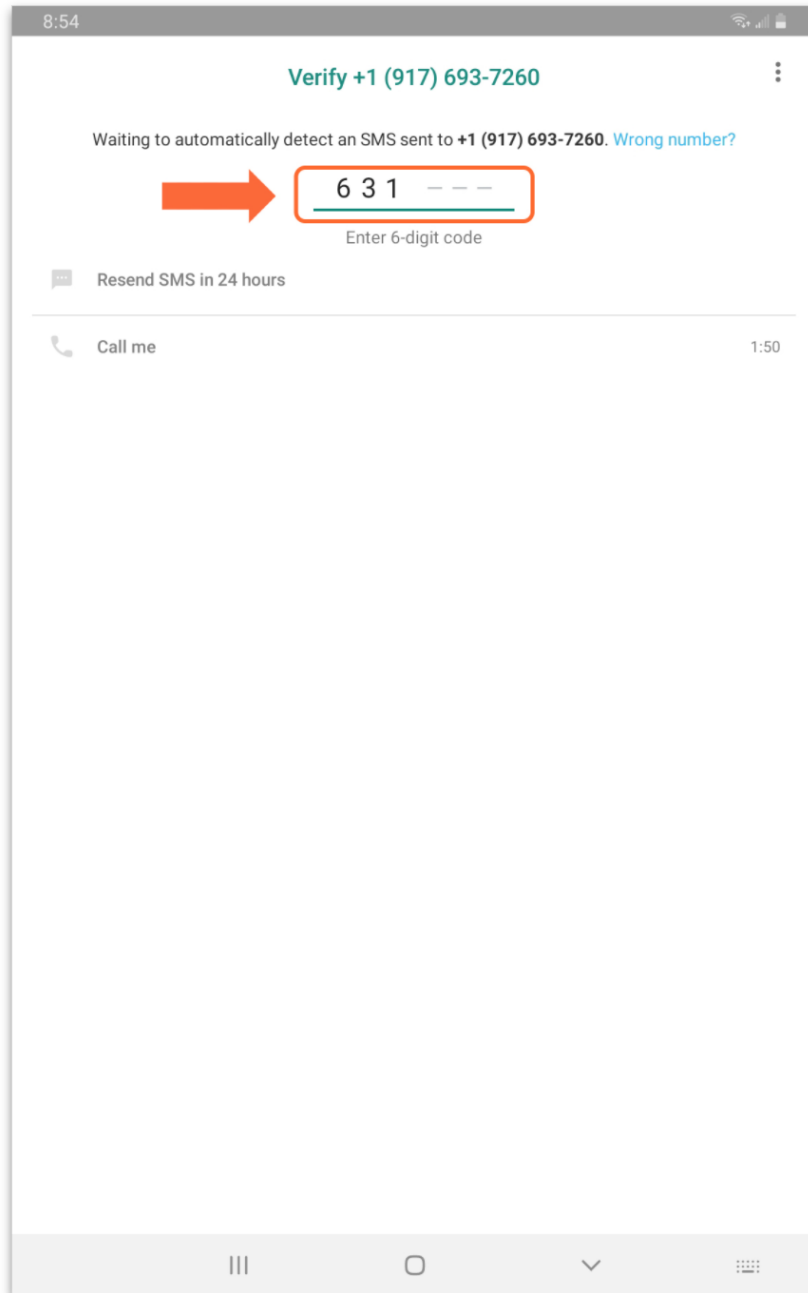 8:54
Verify +1 (917) 693-7260
Waiting to automatically detect an SMS sent to +1 (917) 693-7260. Wrong number?
6 3 1 – – –
Enter 6-digit code
Resend SMS in 24 hours
Call me 1:50